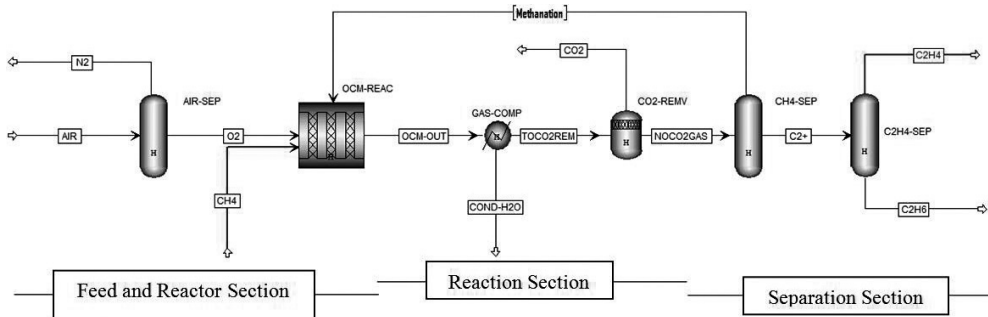 [Methanation]
N2
CO2
C2H4
AIR-SEP
OCM-REAC
GAS-COMP
CO2-REMV
CH4-SEP
C2H4-SEP
AIR
O2
OCM-OUT
TOCO2REM
NOCO2GAS
C2+
H
H
H
H
H
H
CH4
COND-H2O
C2H6
Feed and Reactor Section
Reaction Section
Separation Section